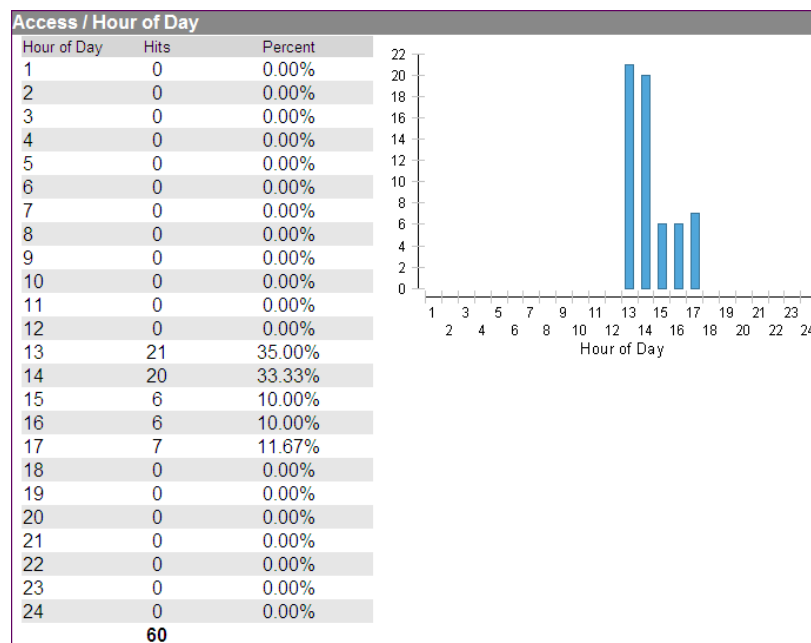 Access / Hour of Day
Hour of Day Hits Percent
1 0 0.00%
2 0 0.00%
3 0 0.00%
4 0 0.00%
5 0 0.00%
6 0 0.00%
7 0 0.00%
8 0 0.00%
9 0 0.00%
10 0 0.00%
11 0 0.00%
12 0 0.00%
13 21 35.00%
14 20 33.33%
15 6 10.00%
16 6 10.00%
17 7 11.67%
18 0 0.00%
19 0 0.00%
20 0 0.00%
21 0 0.00%
22 0 0.00%
23 0 0.00%
24 0 0.00%
60
22
20
18
16
14
12
10
8
6
4
2
0
1 3 5 7 9 11 13 15 17 19 21 23
2 4 6 8 10 12 14 16 18 20 22 24
Hour of Day